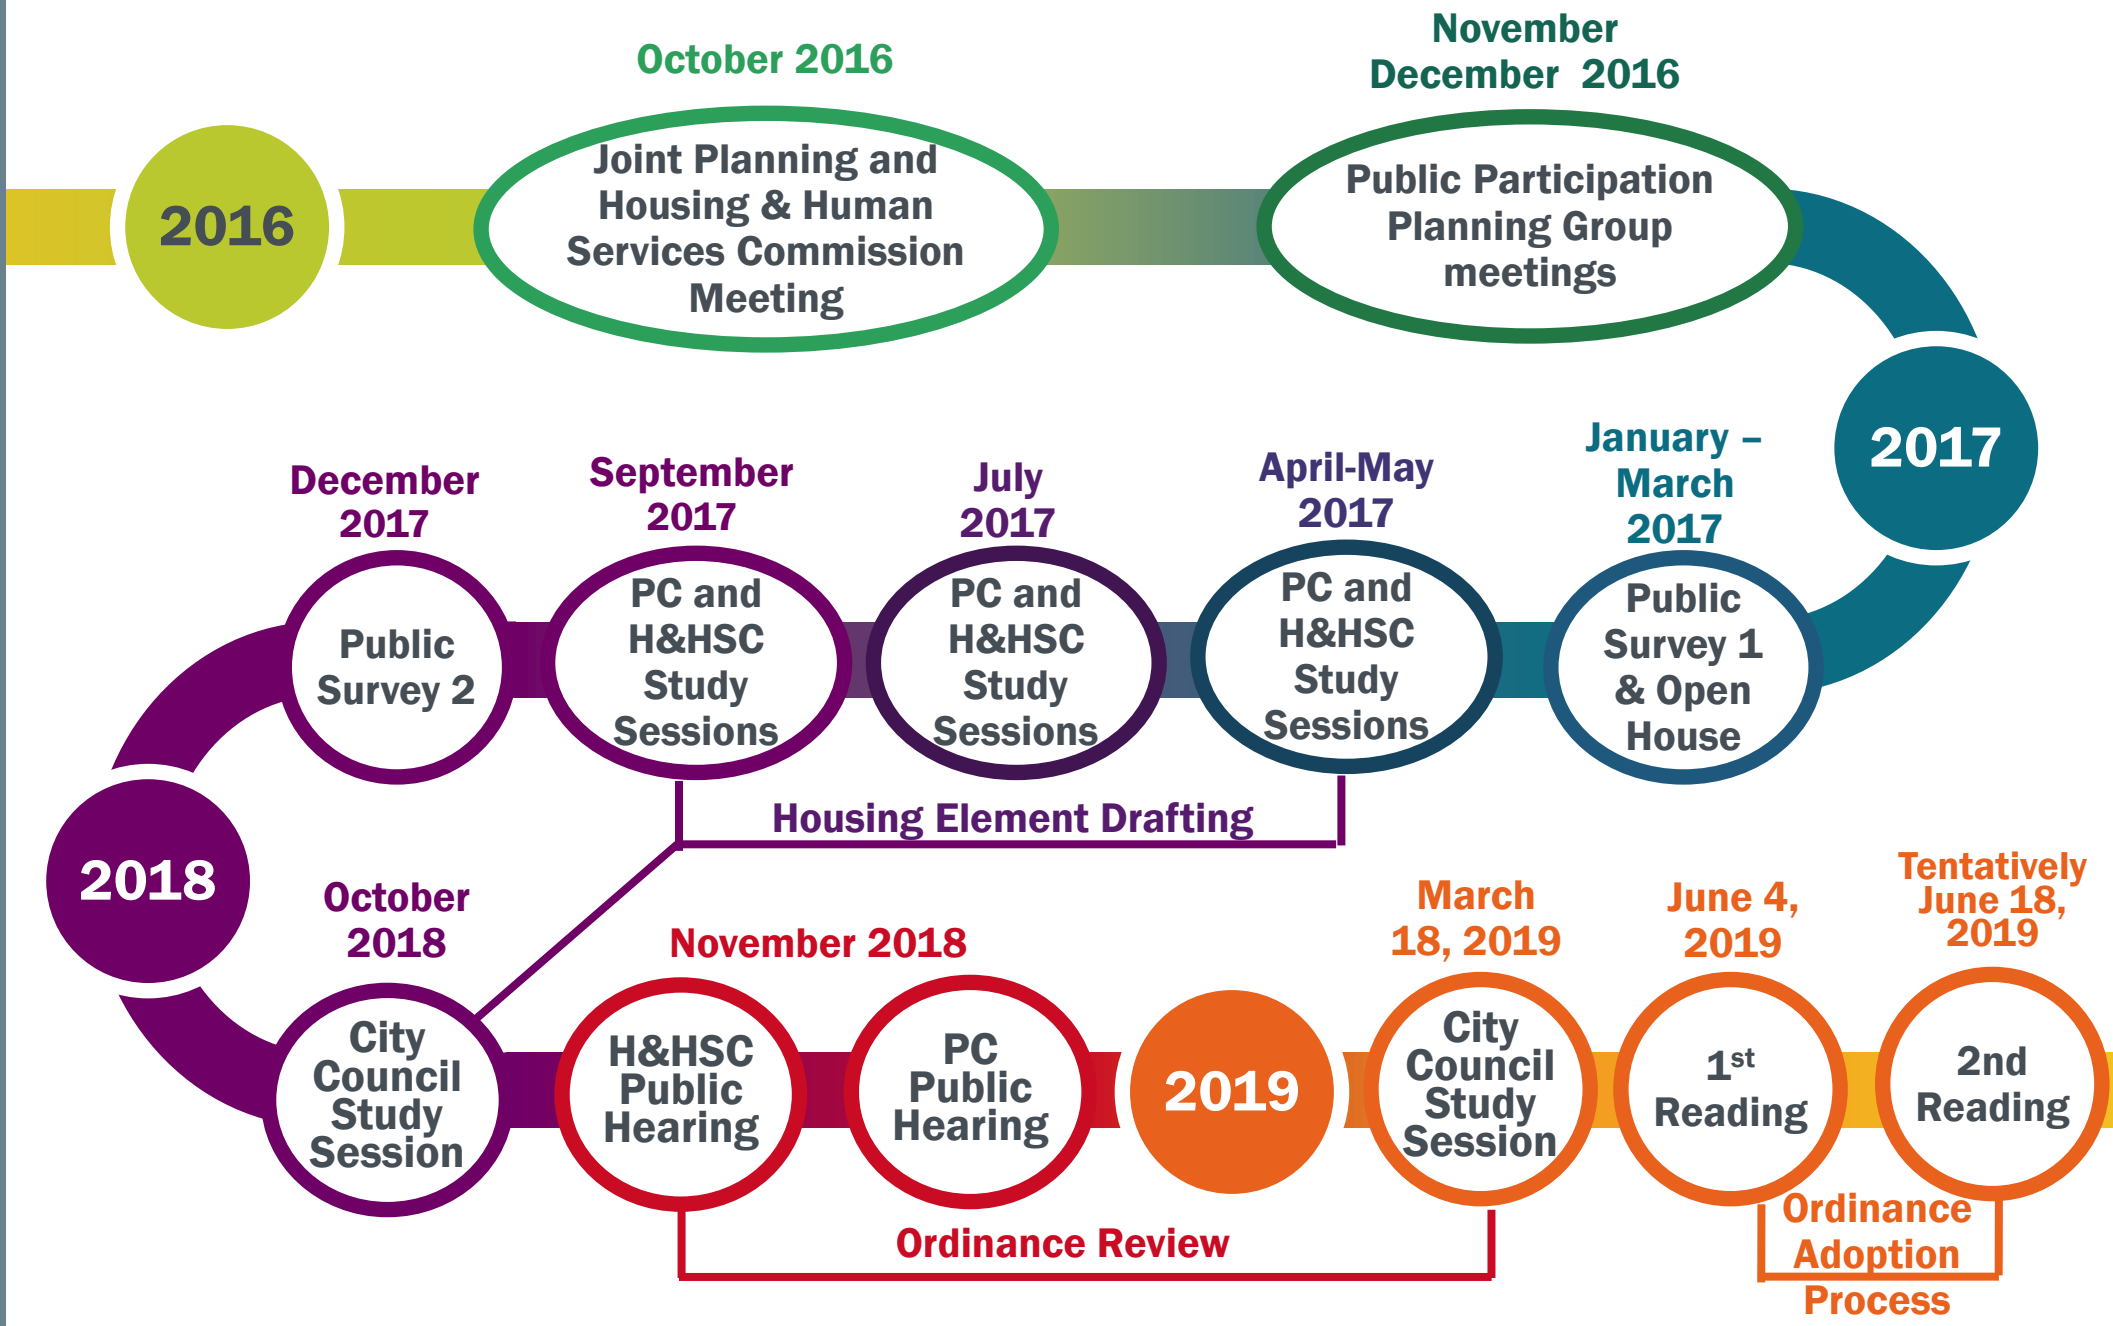 2016
October 2016
Joint Planning and
Housing & Human
Services Commission
Meeting
November
December 2016
Public Participation
Planning Group
meetings
2017
January –
March
2017
Public
Survey 1
& Open
House
April-May
2017
PC and
H&HSC
Study
Sessions
July
2017
PC and
H&HSC
Study
Sessions
September
2017
PC and
H&HSC
Study
Sessions
December
2017
Public
Survey 2
Housing Element Drafting
2018
October
2018
City
Council
Study
Session
November 2018
H&HSC
Public
Hearing
PC
Public
Hearing
Ordinance Review
2019
March
18, 2019
City
Council
Study
Session
June 4,
2019
1st
Reading
Tentatively
June 18,
2019
2nd
Reading
Ordinance
Adoption
Process